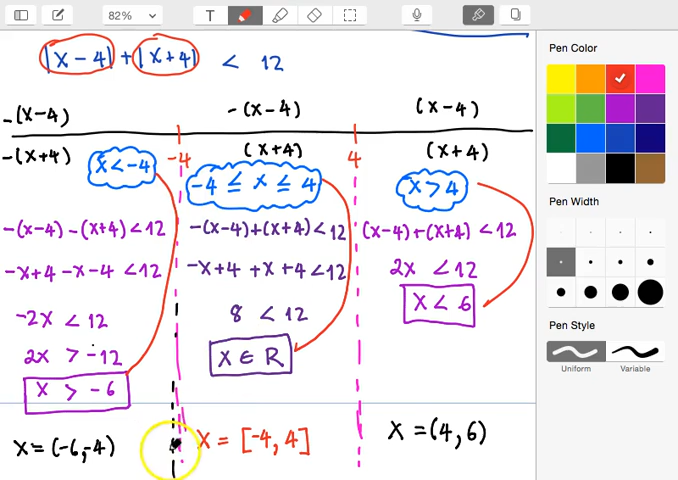 82%
T
Pen Color
Pen Width
Pen Style
Uniform Variable
|x-4| + |x+4| < 12
-(x-4) -(x-4) (x-4)
-4 4
-(x+4) (x+4) (x+4)
x<-4 -4 ≤ x ≤ 4 x>4
-(x-4) -(x+4) <12 -(x-4)+(x+4) <12 (x-4)+(x+4) <12
-x+4 -x-4 <12 -x+4 +x+4 <12 2x <12
-2x < 12 8 < 12 x < 6
2x > -12 x ∈ R
x > -6
x = (-6,-4) x = [-4, 4] x = (4, 6)